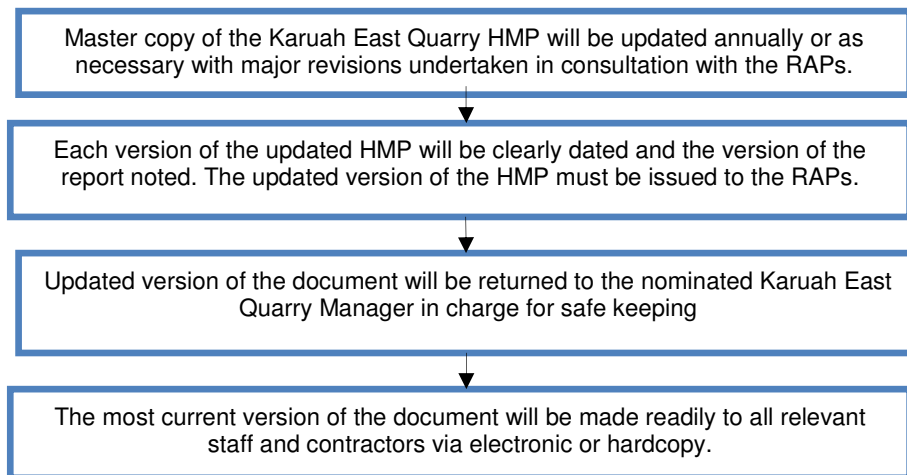 Master copy of the Karuah East Quarry HMP will be updated annually or as
necessary with major revisions undertaken in consultation with the RAPs.
Each version of the updated HMP will be clearly dated and the version of the
report noted. The updated version of the HMP must be issued to the RAPs.
Updated version of the document will be returned to the nominated Karuah East
Quarry Manager in charge for safe keeping
The most current version of the document will be made readily to all relevant
staff and contractors via electronic or hardcopy.